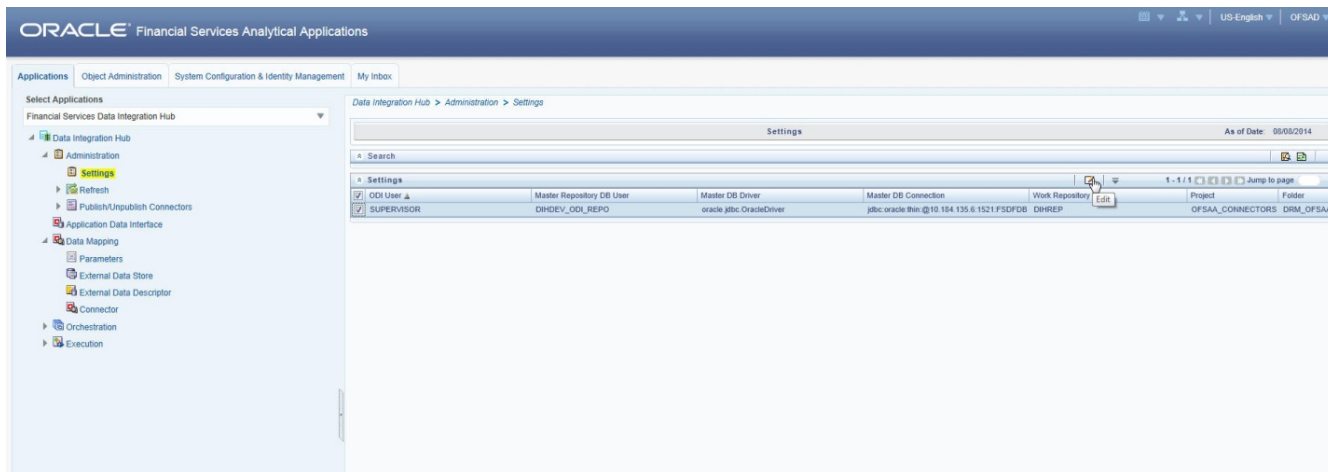 ORACLE® Financial Services Analytical Applications
US-English
OFSAD
Applications
Object Administration
System Configuration & Identity Management
My Inbox
Select Applications
Financial Services Data Integration Hub
Data Integration Hub
Administration
Settings
Refresh
Publish/Unpublish Connectors
Application Data Interface
Data Mapping
Parameters
External Data Store
External Data Descriptor
Connector
Orchestration
Execution
Data Integration Hub > Administration > Settings
Settings
As of Date: 08/08/2014
Search
Settings
1 - 1 / 1
Jump to page
ODI User
Master Repository DB User
Master DB Driver
Master DB Connection
Work Repository
Project
Folder
SUPERVISOR
DIHDEV_ODI_REPO
oracle.jdbc.OracleDriver
jdbc:oracle:thin:@10.184.135.6:1521:FSDFDB
DIHREP
OFSAA_CONNECTORS
DRM_OFSAA
Edit